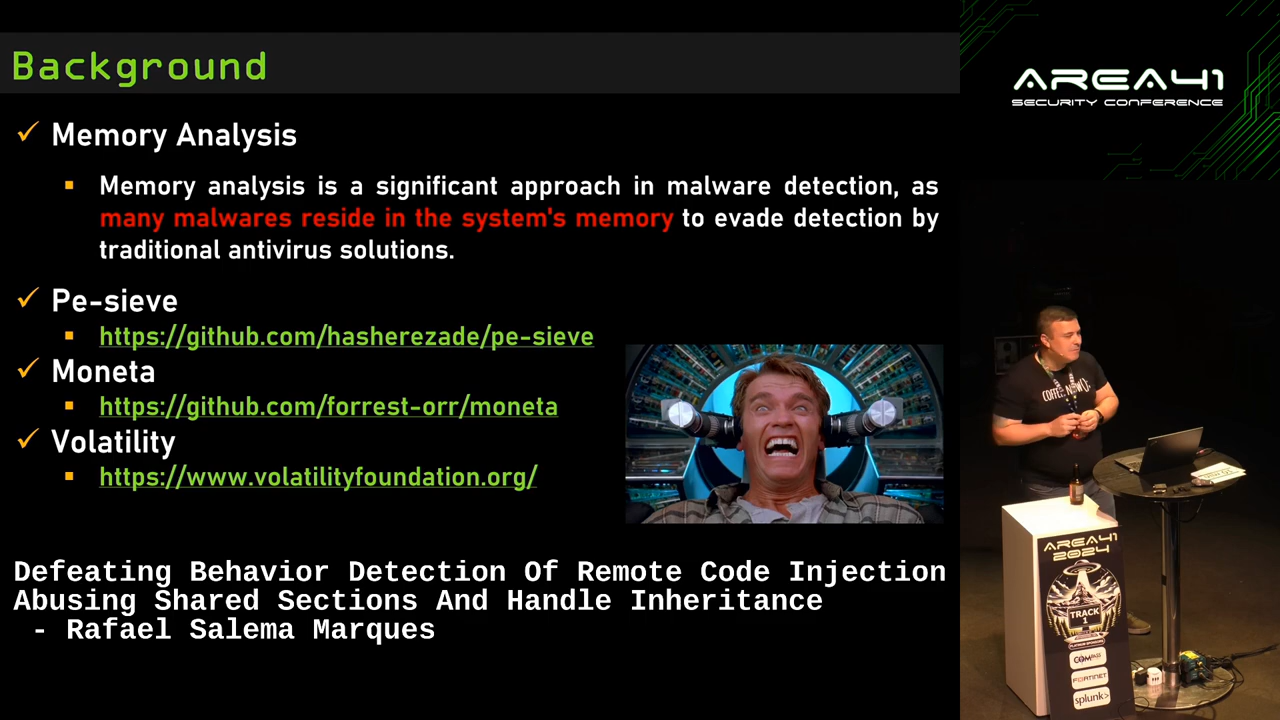 Background
AREA41
SECURITY CONFERENCE
✓ Memory Analysis
▪ Memory analysis is a significant approach in malware detection, as
many malwares reside in the system's memory to evade detection by
traditional antivirus solutions.
✓ Pe-sieve
▪ https://github.com/hasherezade/pe-sieve
✓ Moneta
▪ https://github.com/forrest-orr/moneta
✓ Volatility
▪ https://www.volatilityfoundation.org/
Defeating Behavior Detection Of Remote Code Injection
Abusing Shared Sections And Handle Inheritance
- Rafael Salema Marques
COFFEE
AREA41
2024
TRACK
1
PLATINUM SPONSORS
COMPASS
FORTINET
splunk>